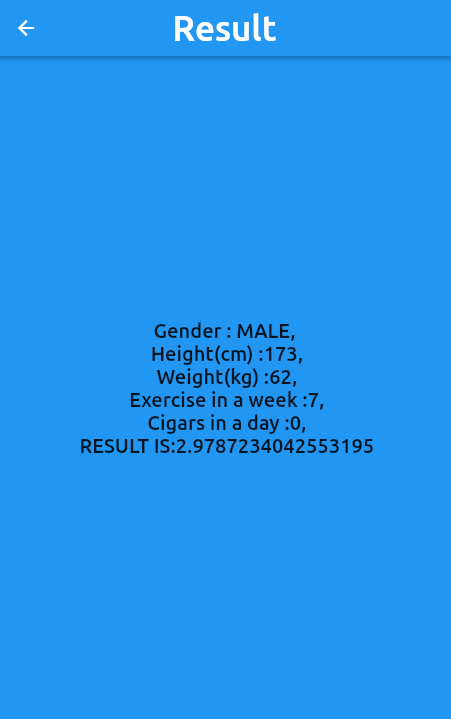 Result
Gender : MALE,
Height(cm) :173,
Weight(kg) :62,
Exercise in a week :7,
Cigars in a day :0,
RESULT IS:2.9787234042553195